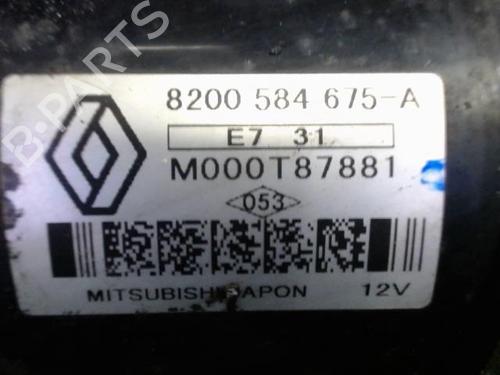 8200 584 675-A
E7 31
M000T87881
053
MITSUBISHI JAPON 12V
B-PARTS